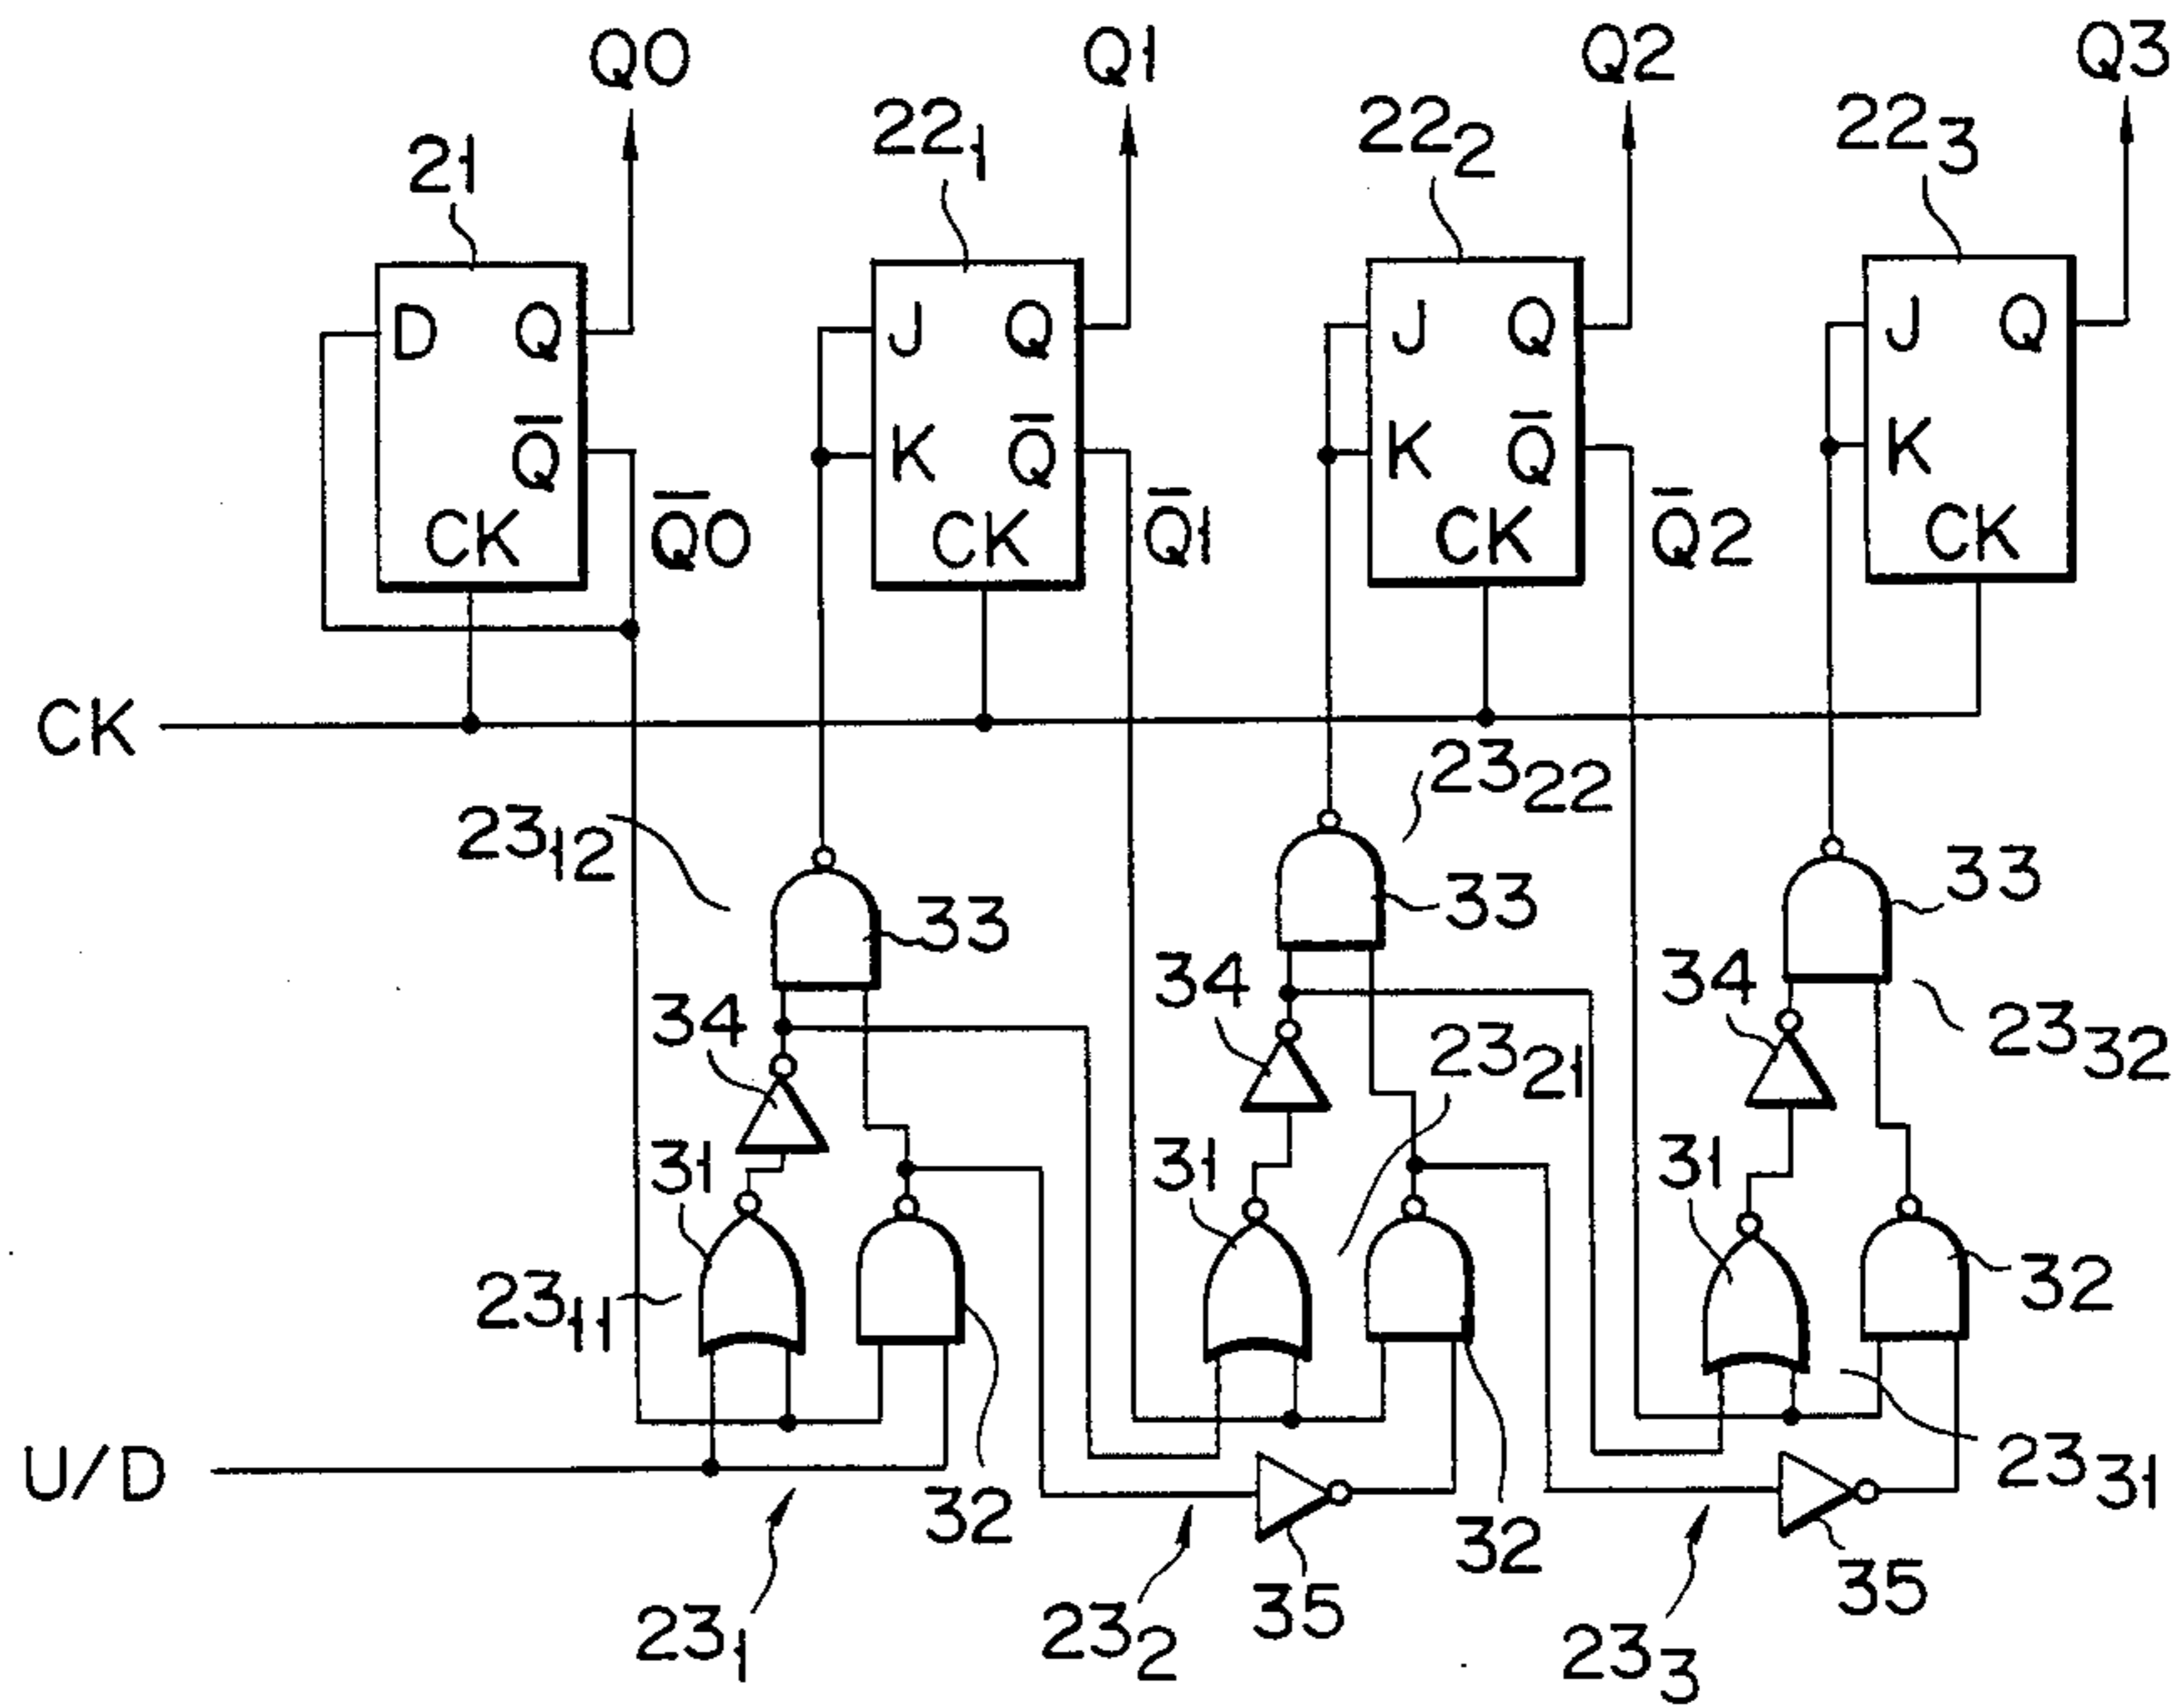 Q0 Q1 Q2 Q3
21 22₁ 22₂ 22₃
D Q J Q J Q J Q
Q̅ K Q̅ K Q̅ K
CK Q̅0 CK Q̅1 CK Q̅2 CK
CK
23₂₂
23₁₂ 33 33 33
34 34 34 23₃₂
23₂₁
31 31 31
23₁₁ 32
U/D 32 32 23₃₁
35 35
23₁ 23₂ 23₃